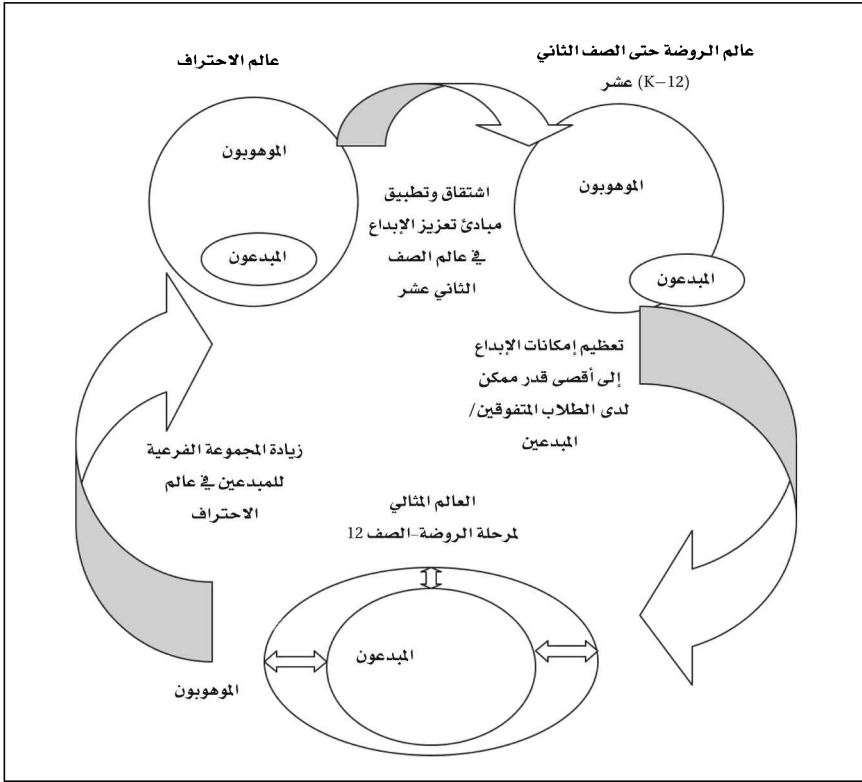 عالم الروضة حتى الصف الثاني
عشر (K–12)
عالم الاحتراف
الموهوبون
المبدعون
الموهوبون
المبدعون
اشتقاق وتطبيق
مبادئ تعزيز الإبداع
في عالم الصف
الثاني عشر
تعظيم إمكانات الإبداع
إلى أقصى قدر ممكن
لدى الطلاب المتفوقين/
المبدعين
زيادة المجموعة الفرعية
للمبدعين في عالم
الاحتراف
العالم المثالي
لمرحلة الروضة–الصف 12
المبدعون
الموهوبون